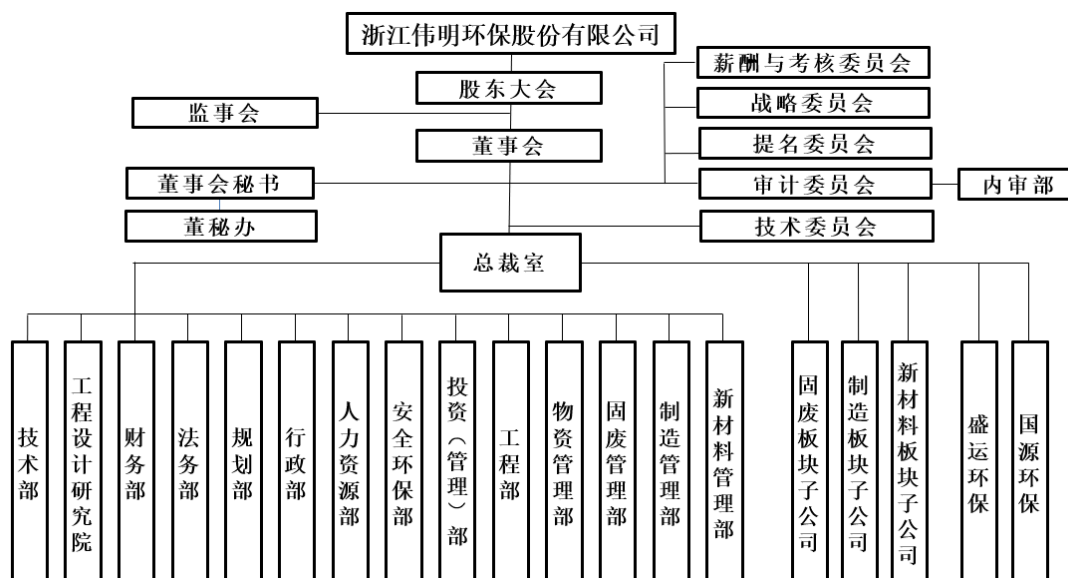 浙江伟明环保股份有限公司
薪酬与考核委员会
股东大会
战略委员会
监事会
董事会
提名委员会
董事会秘书
审计委员会
内审部
董秘办
技术委员会
总裁室
技术部
工程设计研究院
财务部
法务部
规划部
行政部
人力资源部
安全环保部
投资（管理）部
工程部
物资管理部
固废管理部
制造管理部
新材料管理部
固废板块子公司
制造板块子公司
新材料板块子公司
盛运环保
国源环保